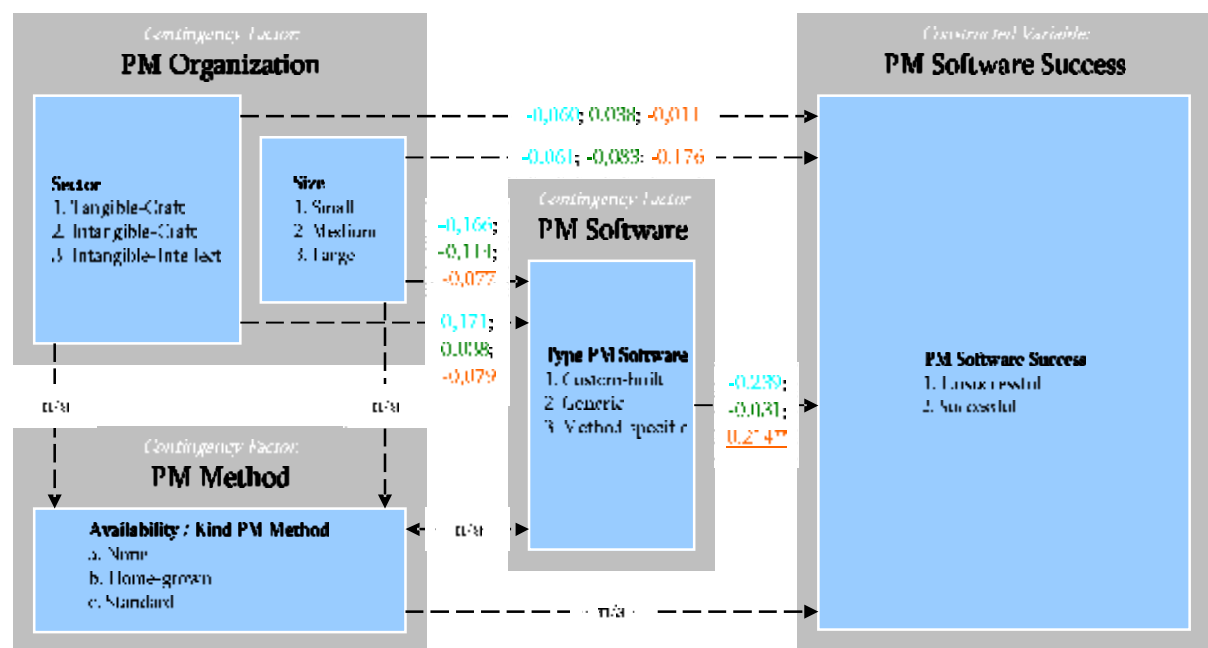 Contingency Factor:
PM Organization
Sector
1. Tangible-Craft
2. Intangible-Craft
3. Intangible-Intellect
Size
1. Small
2. Medium
3. Large
Constructed Variable:
PM Software Success
-0,060; 0.038; -0,011
-0.061; -0,083; -0.176
-0,166;
-0,114;
-0,077
0,171;
0.038;
-0,079
Contingency Factor
PM Software
Type PM Software
1. Custom-built
2. Generic
3. Method specific
-0.239;
-0.031;
PM Software Success
1. Unsuccessful
2. Successful
n/a
n/a
Contingency Factor:
PM Method
Availability / Kind PM Method
a. None
b. Home-grown
c. Standard
n/a
n/a